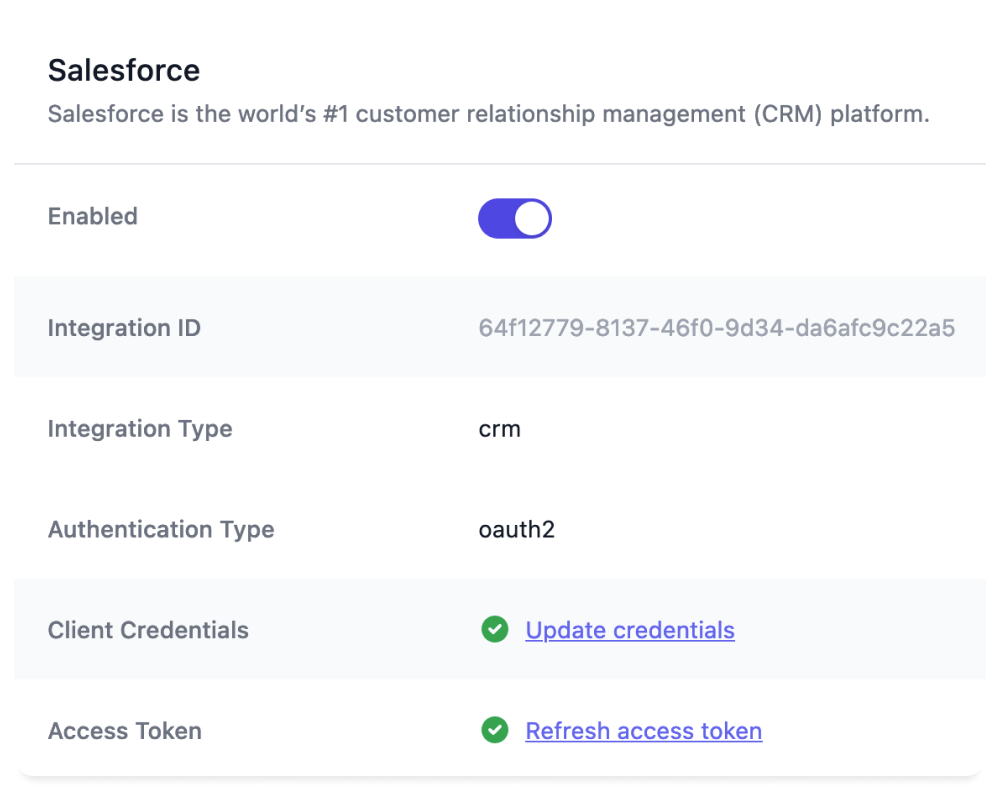 Salesforce
Salesforce is the world’s #1 customer relationship management (CRM) platform.
Enabled
Integration ID 64f12779-8137-46f0-9d34-da6afc9c22a5
Integration Type crm
Authentication Type oauth2
Client Credentials Update credentials
Access Token Refresh access token